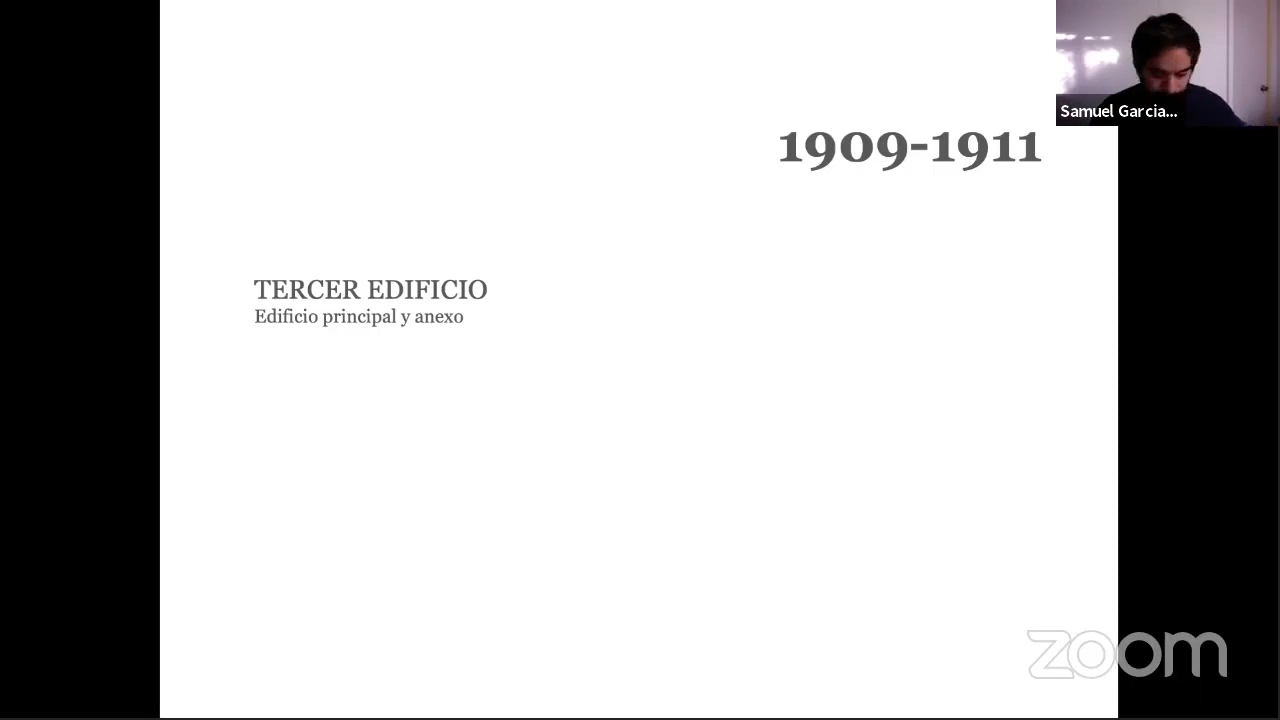 Samuel Garcia...
1909-1911
TERCER EDIFICIO
Edificio principal y anexo
zoom